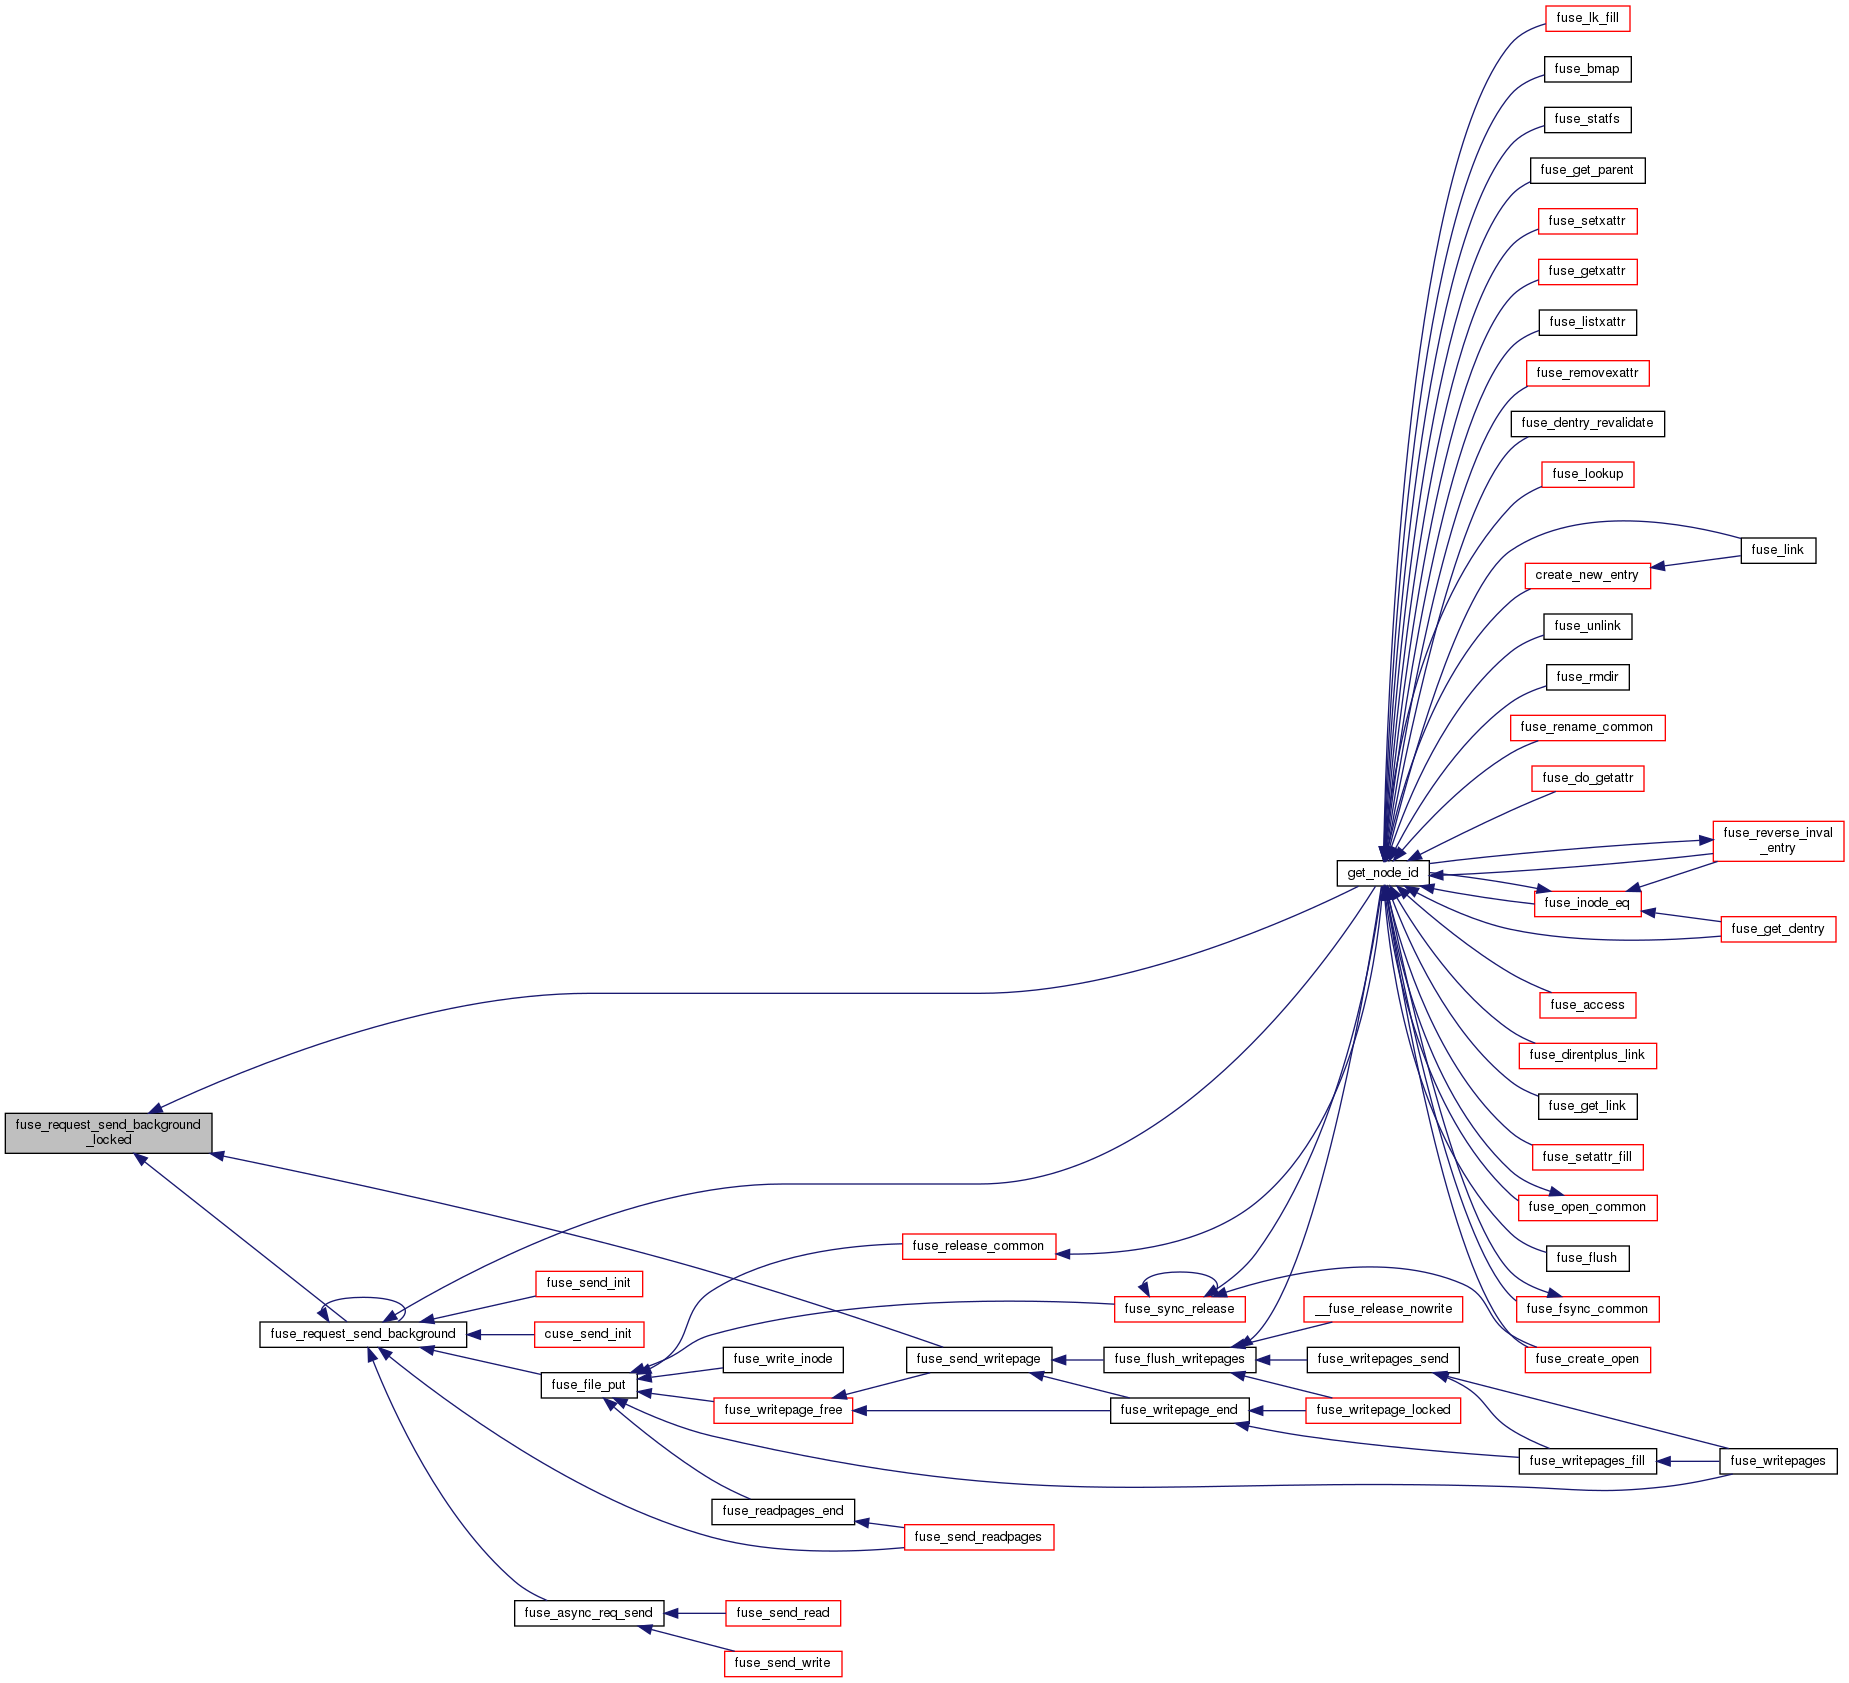 fuse_lk_fill
fuse_bmap
fuse_statfs
fuse_get_parent
fuse_setxattr
fuse_getxattr
fuse_listxattr
fuse_removexattr
fuse_dentry_revalidate
fuse_lookup
fuse_link
create_new_entry
fuse_unlink
fuse_rmdir
fuse_rename_common
fuse_do_getattr
fuse_reverse_inval
_entry
get_node_id
fuse_inode_eq
fuse_get_dentry
fuse_access
fuse_direntplus_link
fuse_get_link
fuse_request_send_background
_locked
fuse_setattr_fill
fuse_open_common
fuse_release_common
fuse_flush
fuse_send_init
fuse_sync_release
__fuse_release_nowrite
fuse_fsync_common
fuse_request_send_background
cuse_send_init
fuse_write_inode
fuse_send_writepage
fuse_flush_writepages
fuse_writepages_send
fuse_create_open
fuse_file_put
fuse_writepage_free
fuse_writepage_end
fuse_writepage_locked
fuse_writepages_fill
fuse_writepages
fuse_readpages_end
fuse_send_readpages
fuse_async_req_send
fuse_send_read
fuse_send_write